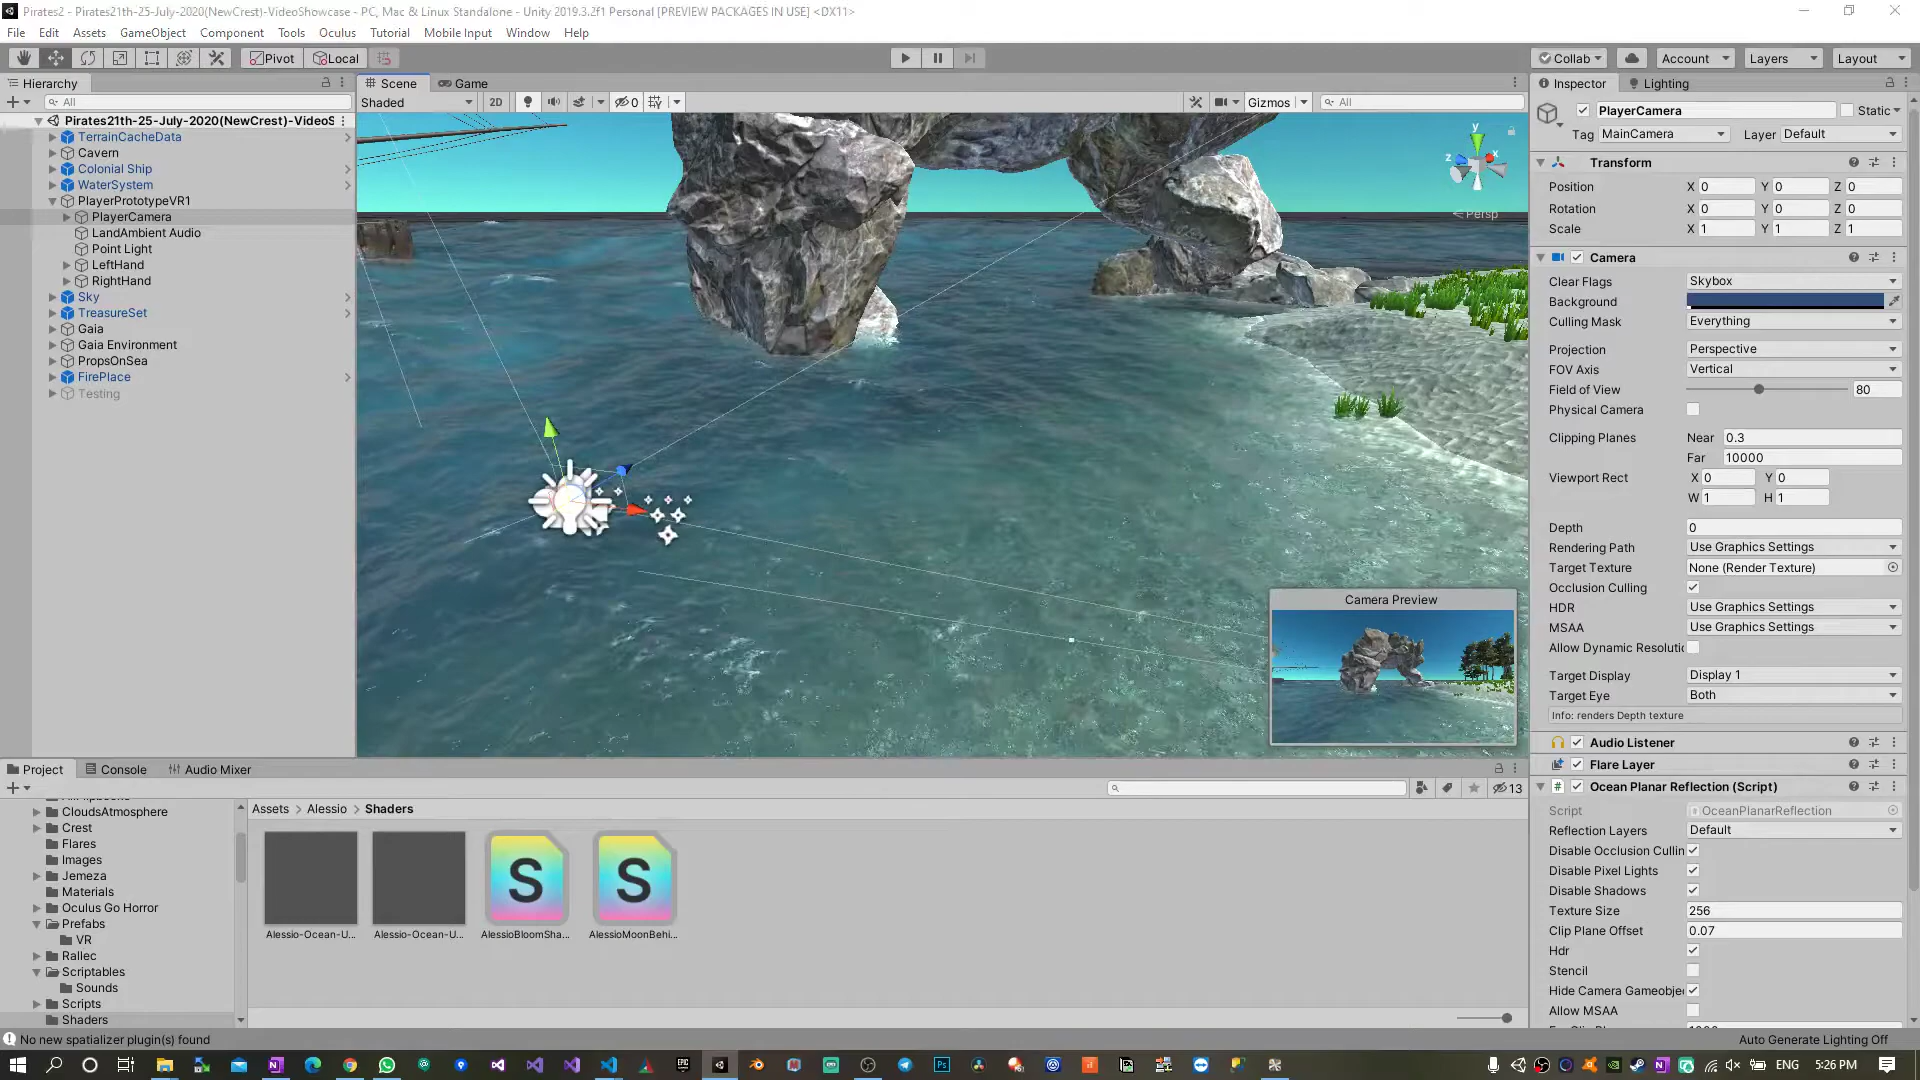 Pirates2 - Pirates21th-25-July-2020(NewCrest)-VideoShowcase - PC, Mac & Linux Standalone - Unity 2019.3.2f1 Personal [PREVIEW PACKAGES IN USE] <DX11>
File Edit Assets GameObject Component Tools Oculus Tutorial Mobile Input Window Help
Pivot Local Collab Account Layers Layout
Hierarchy
All
Pirates21th-25-July-2020(NewCrest)-VideoS
TerrainCacheData
Cavern
Colonial Ship
WaterSystem
PlayerPrototypeVR1
PlayerCamera
LandAmbient Audio
Point Light
LeftHand
RightHand
Sky
TreasureSet
Gaia
Gaia Environment
PropsOnSea
FirePlace
Testing
Scene Game
Shaded 2D 0 Gizmos All
y
z x
Persp
Camera Preview
Inspector Lighting
PlayerCamera Static
Tag MainCamera Layer Default
Transform
Position X 0 Y 0 Z 0
Rotation X 0 Y 0 Z 0
Scale X 1 Y 1 Z 1
Camera
Clear Flags Skybox
Background
Culling Mask Everything
Projection Perspective
FOV Axis Vertical
Field of View 80
Physical Camera
Clipping Planes Near 0.3
Far 10000
Viewport Rect X 0 Y 0
W 1 H 1
Depth 0
Rendering Path Use Graphics Settings
Target Texture None (Render Texture)
Occlusion Culling
HDR Use Graphics Settings
MSAA Use Graphics Settings
Allow Dynamic Resolutio
Target Display Display 1
Target Eye Both
Info: renders Depth texture
Audio Listener
Flare Layer
# Ocean Planar Reflection (Script)
Script OceanPlanarReflection
Reflection Layers Default
Disable Occlusion Cullin
Disable Pixel Lights
Disable Shadows
Texture Size 256
Clip Plane Offset 0.07
Hdr
Stencil
Hide Camera Gameobje
Allow MSAA
Project Console Audio Mixer
13
CloudsAtmosphere
Crest
Flares
Images
Jemeza
Materials
Oculus Go Horror
Prefabs
VR
Rallec
Scriptables
Sounds
Scripts
Shaders
Assets > Alessio > Shaders
S S
Alessio-Ocean-U... Alessio-Ocean-U... AlessioBloomSha... AlessioMoonBehi...
No new spatializer plugin(s) found
Auto Generate Lighting Off
ENG 5:26 PM